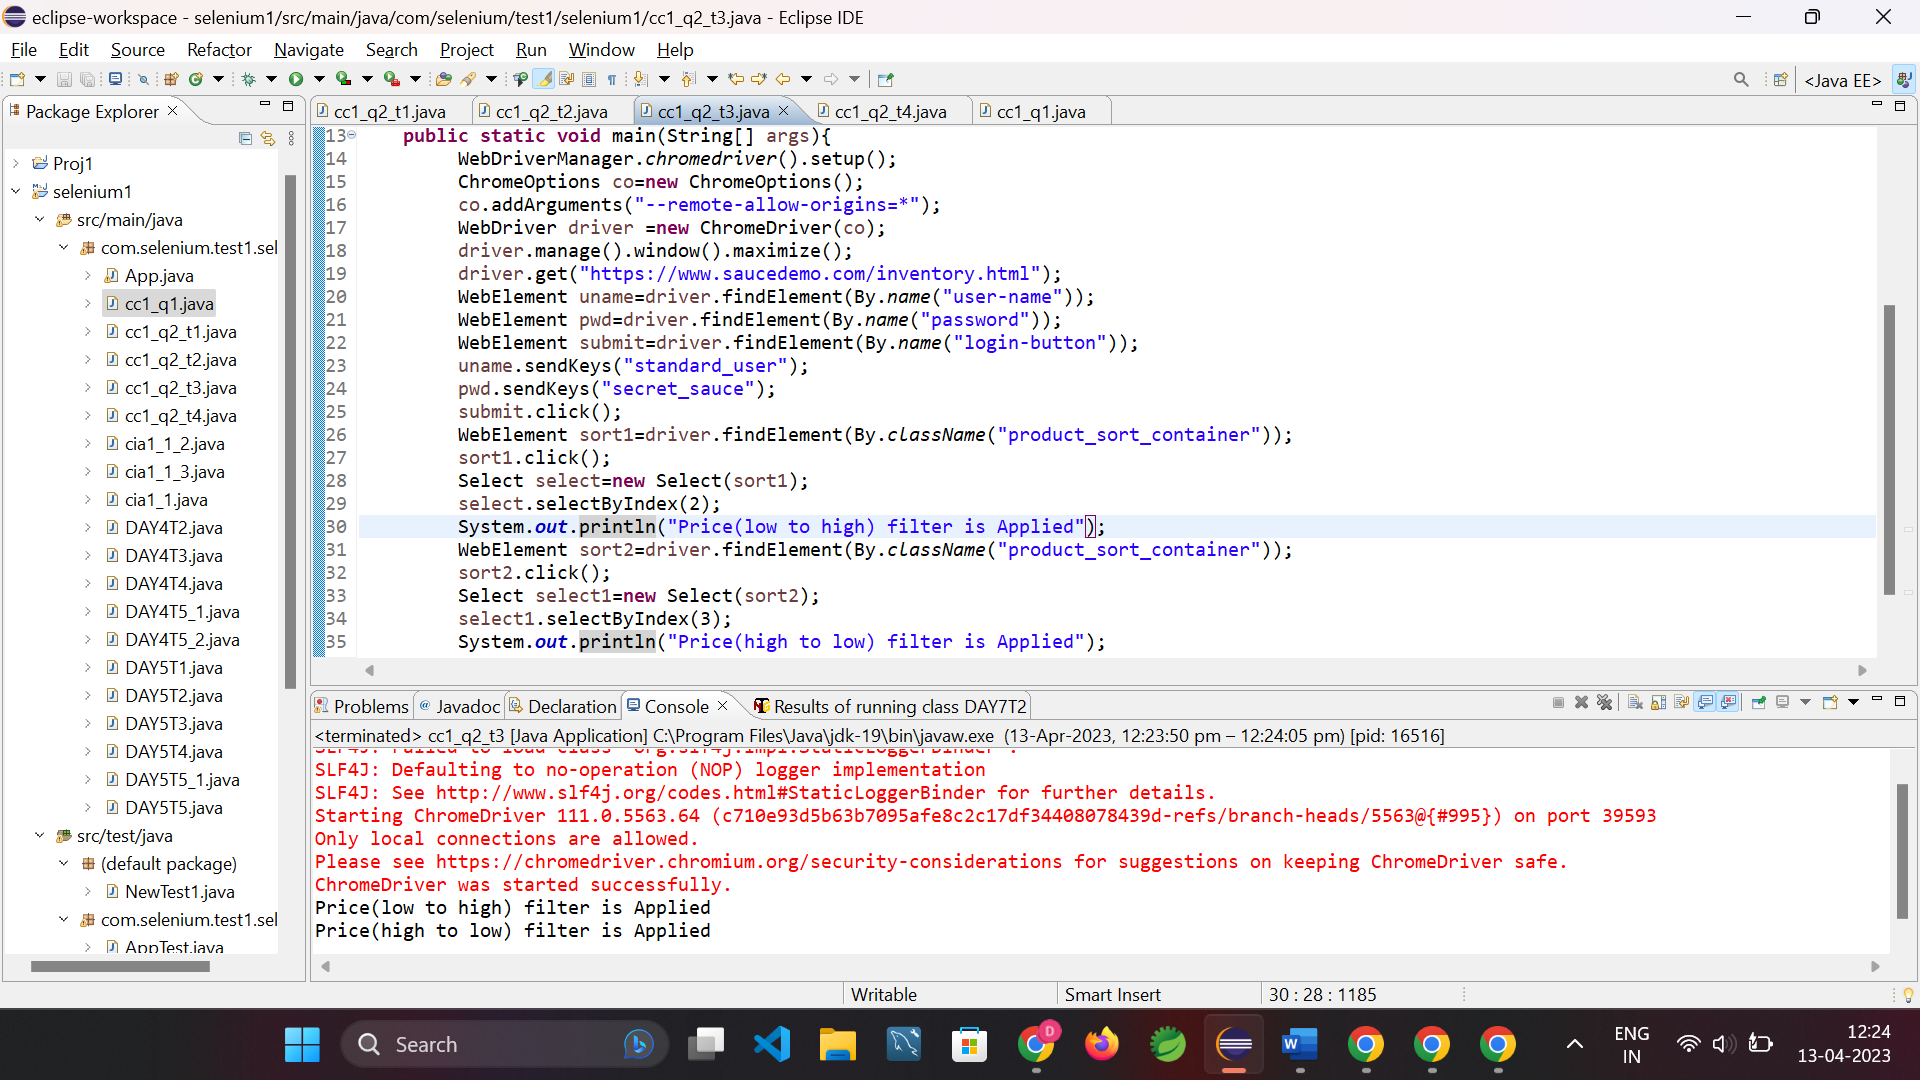 eclipse-workspace - selenium1/src/main/java/com/selenium/test1/selenium1/cc1_q2_t3.java - Eclipse IDE
File Edit Source Refactor Navigate Search Project Run Window Help
<Java EE>
Package Explorer
Proj1
selenium1
src/main/java
com.selenium.test1.sel
App.java
cc1_q1.java
cc1_q2_t1.java
cc1_q2_t2.java
cc1_q2_t3.java
cc1_q2_t4.java
cia1_1_2.java
cia1_1_3.java
cia1_1.java
DAY4T2.java
DAY4T3.java
DAY4T4.java
DAY4T5_1.java
DAY4T5_2.java
DAY5T1.java
DAY5T2.java
DAY5T3.java
DAY5T4.java
DAY5T5_1.java
DAY5T5.java
src/test/java
(default package)
NewTest1.java
com.selenium.test1.sel
AppTest.java
cc1_q2_t1.java cc1_q2_t2.java cc1_q2_t3.java cc1_q2_t4.java cc1_q1.java
13 public static void main(String[] args){
14 WebDriverManager.chromedriver().setup();
15 ChromeOptions co=new ChromeOptions();
16 co.addArguments("--remote-allow-origins=*");
17 WebDriver driver =new ChromeDriver(co);
18 driver.manage().window().maximize();
19 driver.get("https://www.saucedemo.com/inventory.html");
20 WebElement uname=driver.findElement(By.name("user-name"));
21 WebElement pwd=driver.findElement(By.name("password"));
22 WebElement submit=driver.findElement(By.name("login-button"));
23 uname.sendKeys("standard_user");
24 pwd.sendKeys("secret_sauce");
25 submit.click();
26 WebElement sort1=driver.findElement(By.className("product_sort_container"));
27 sort1.click();
28 Select select=new Select(sort1);
29 select.selectByIndex(2);
30 System.out.println("Price(low to high) filter is Applied");
31 WebElement sort2=driver.findElement(By.className("product_sort_container"));
32 sort2.click();
33 Select select1=new Select(sort2);
34 select1.selectByIndex(3);
35 System.out.println("Price(high to low) filter is Applied");
Problems Javadoc Declaration Console Results of running class DAY7T2
<terminated> cc1_q2_t3 [Java Application] C:\Program Files\Java\jdk-19\bin\javaw.exe (13-Apr-2023, 12:23:50 pm – 12:24:05 pm) [pid: 16516]
SLF4J: Failed to load class "org.slf4j.impl.StaticLoggerBinder".
SLF4J: Defaulting to no-operation (NOP) logger implementation
SLF4J: See http://www.slf4j.org/codes.html#StaticLoggerBinder for further details.
Starting ChromeDriver 111.0.5563.64 (c710e93d5b63b7095afe8c2c17df34408078439d-refs/branch-heads/5563@{#995}) on port 39593
Only local connections are allowed.
Please see https://chromedriver.chromium.org/security-considerations for suggestions on keeping ChromeDriver safe.
ChromeDriver was started successfully.
Price(low to high) filter is Applied
Price(high to low) filter is Applied
Writable Smart Insert 30 : 28 : 1185
Search
D
W
ENG
IN
12:24
13-04-2023